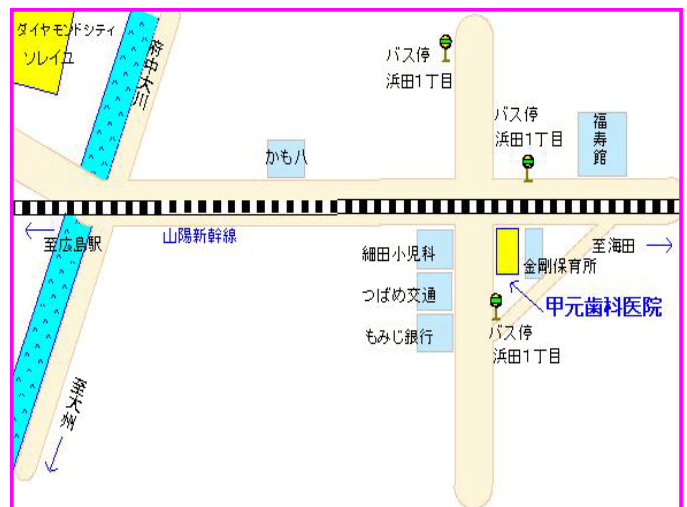 ダイヤモンドシティ
ソレイユ
府中大川
バス停
浜田1丁目
バス停
浜田1丁目
福寿館
かも八
至広島駅
山陽新幹線
細田小児科
至海田
金剛保育所
つばめ交通
甲元歯科医院
もみじ銀行
バス停
浜田1丁目
至大州